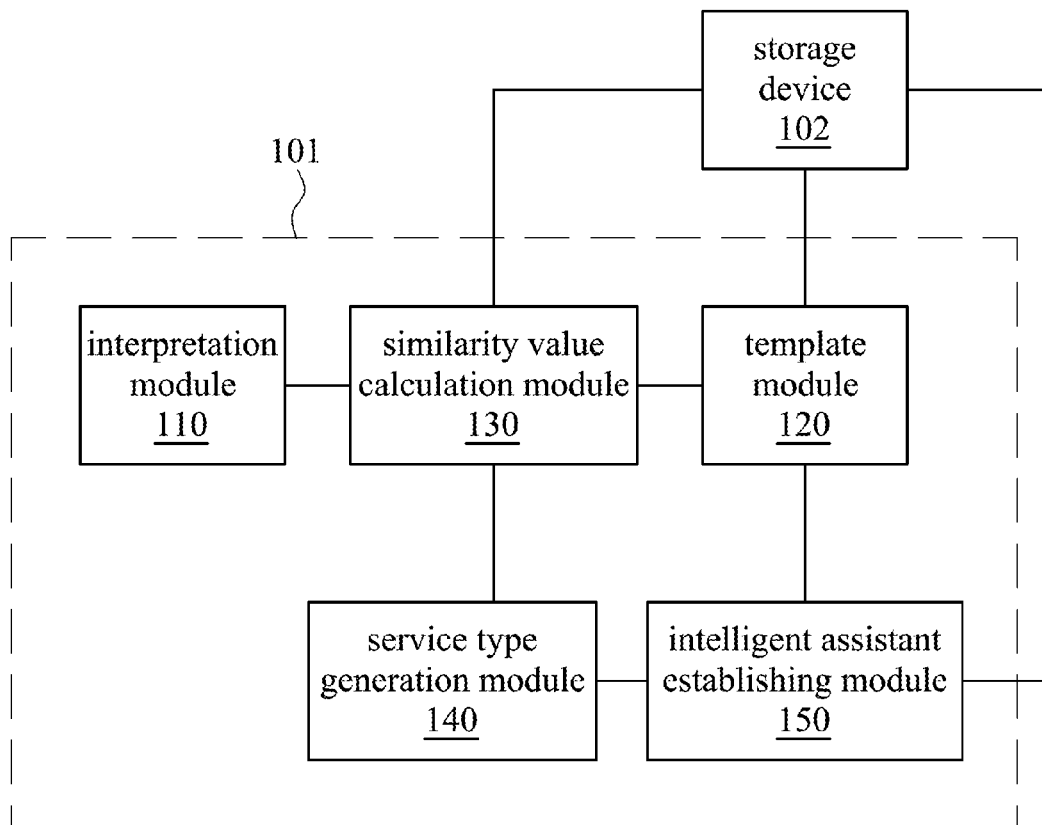 storage
device
102
101
interpretation
module
110
similarity value
calculation module
130
template
module
120
service type
generation module
140
intelligent assistant
establishing module
150